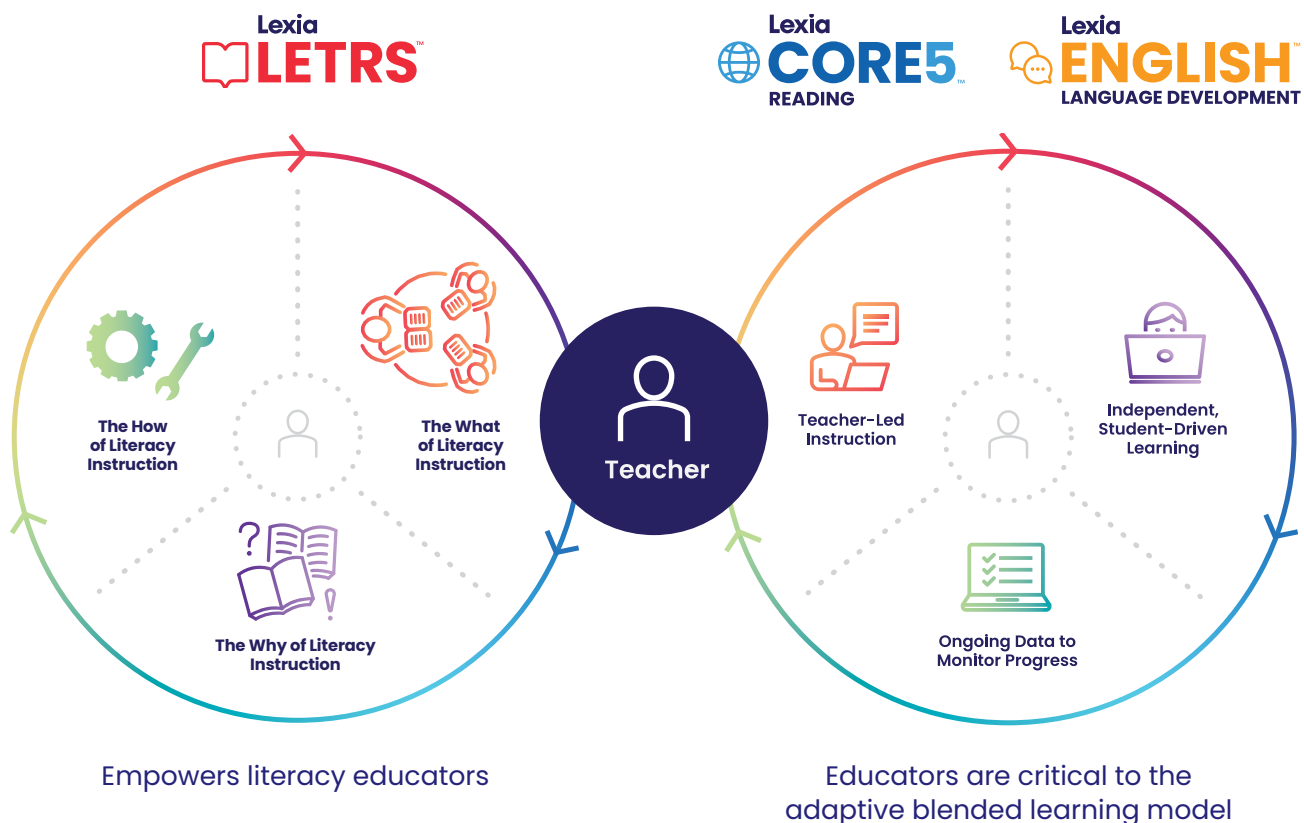 Lexia
LETRS™
Lexia
CORE5™
READING
Lexia
ENGLISH™
LANGUAGE DEVELOPMENT
The How
of Literacy
Instruction
The What
of Literacy
Instruction
?
!
The Why of Literacy
Instruction
Teacher
Teacher-Led
Instruction
Independent,
Student-Driven
Learning
Ongoing Data to
Monitor Progress
Empowers literacy educators
Educators are critical to the
adaptive blended learning model